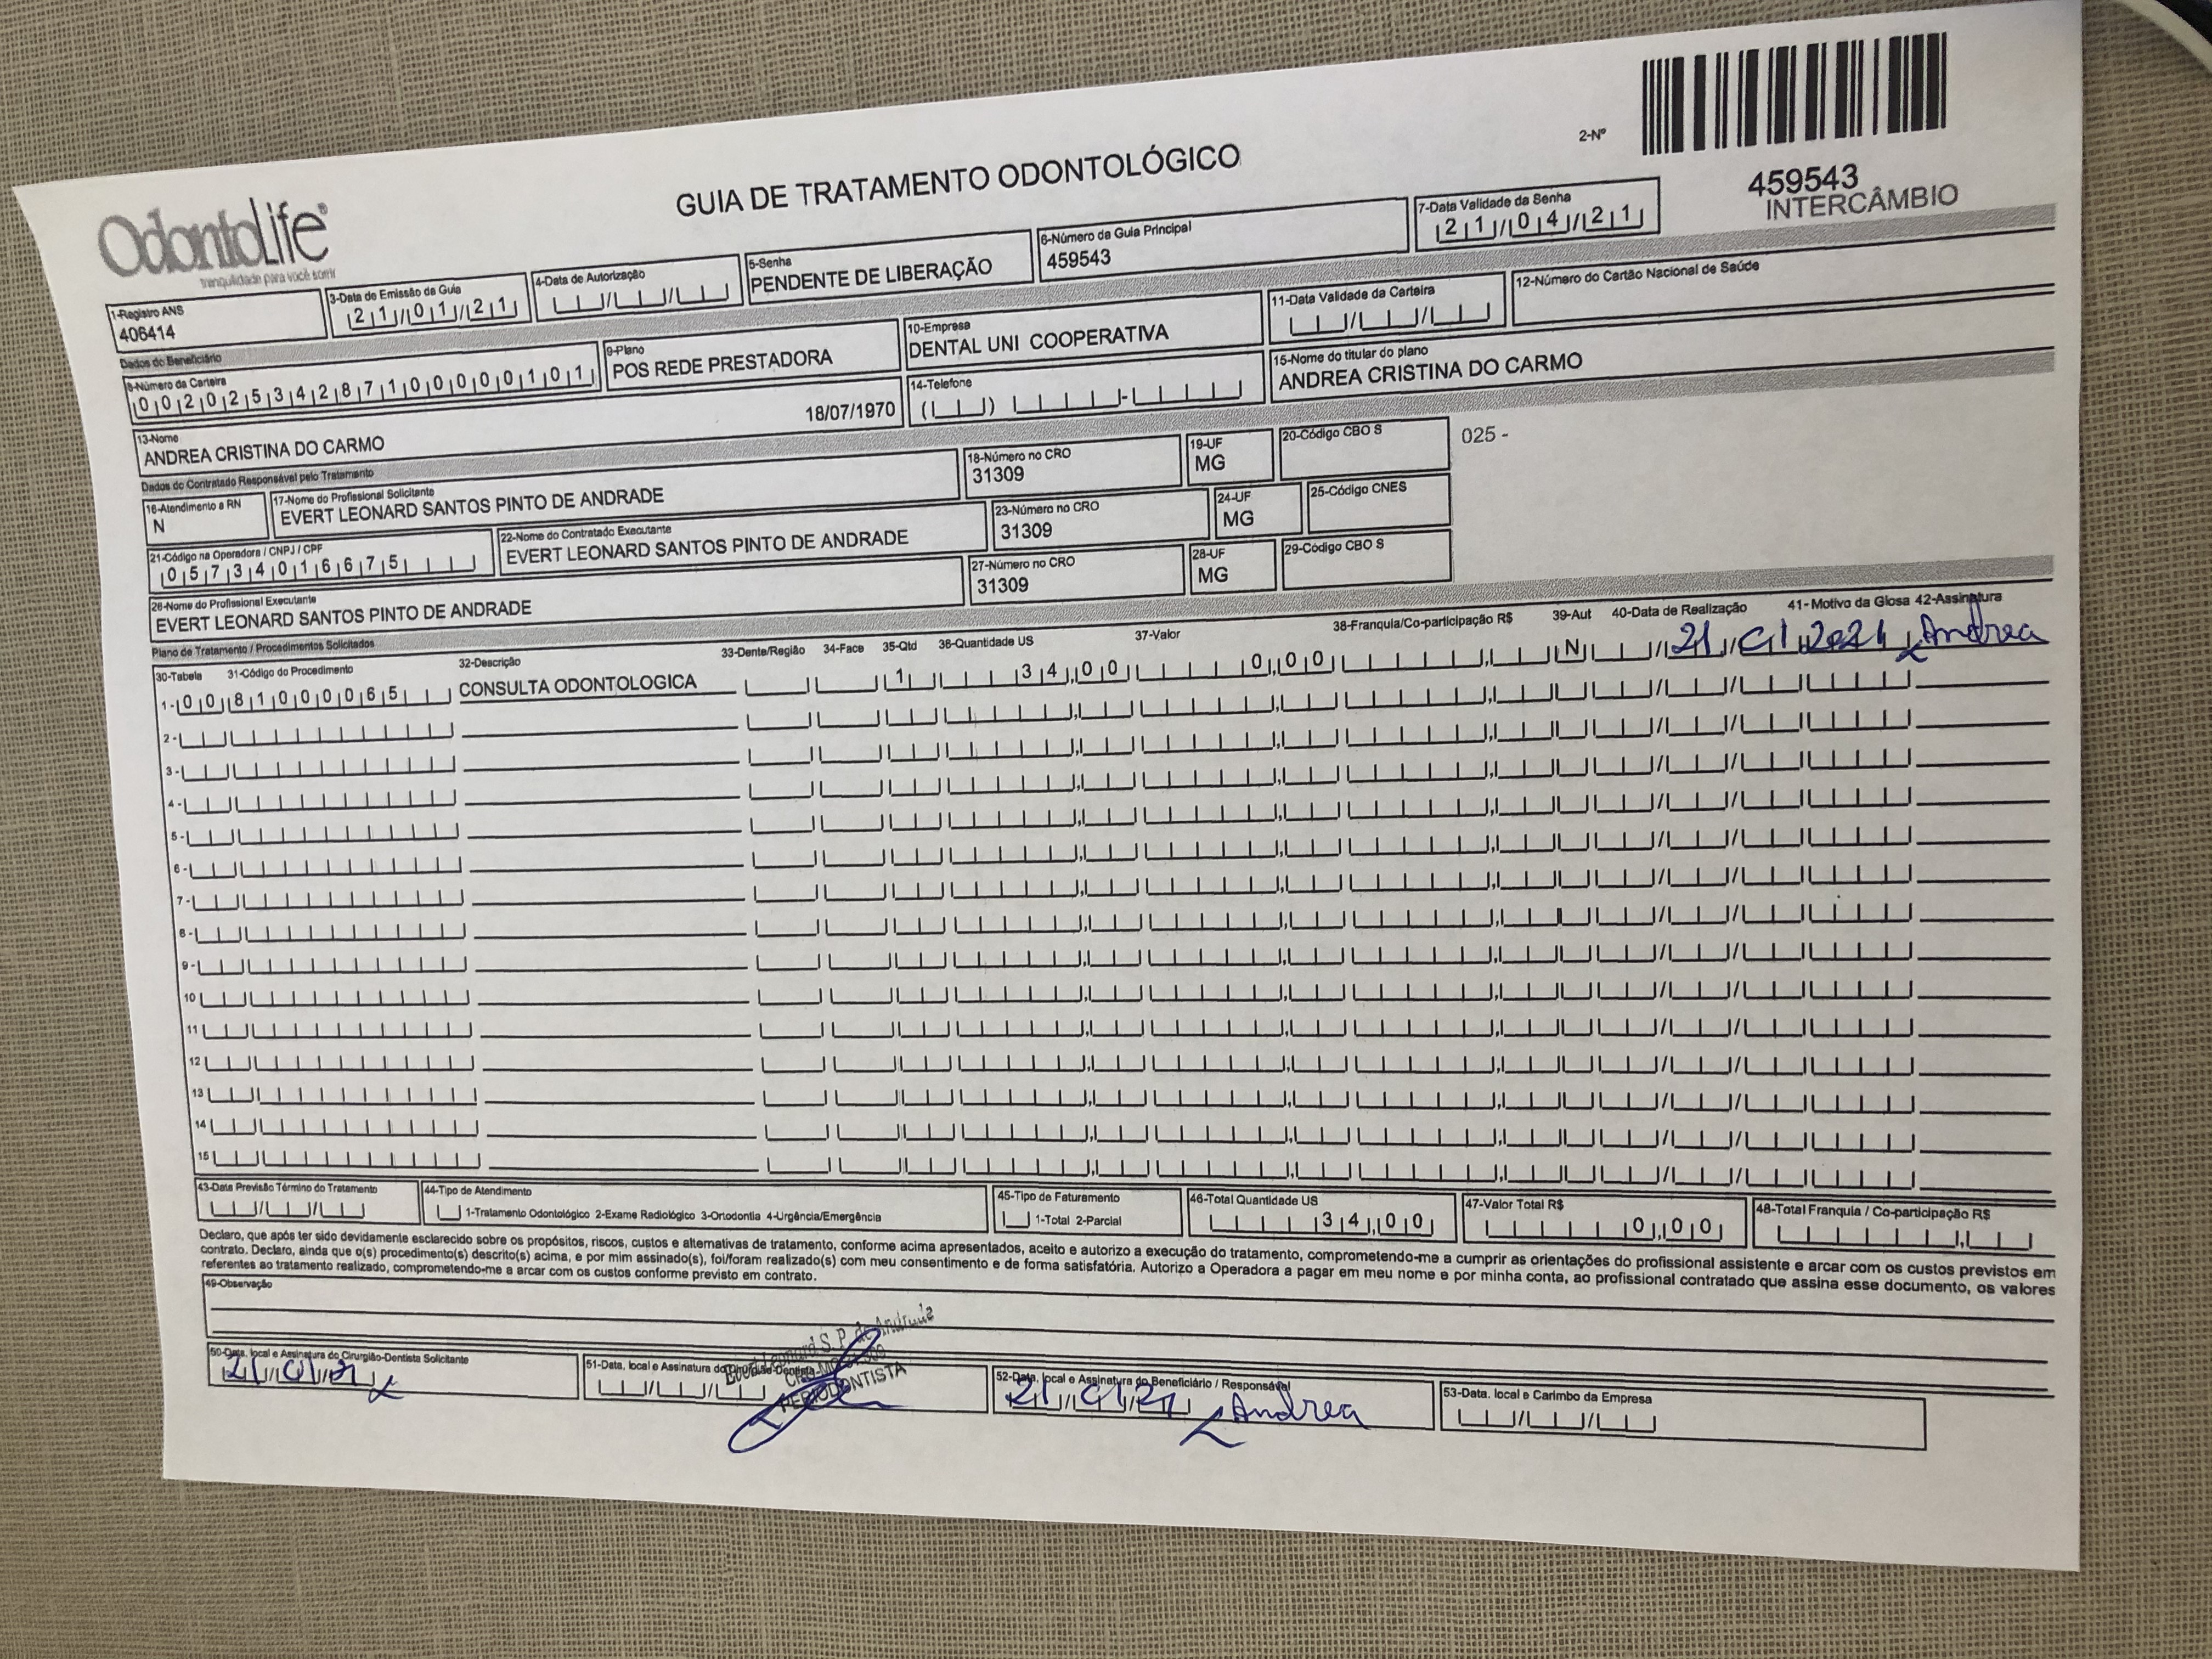 OdontoLife®
tranquilidade para você sorrir
GUIA DE TRATAMENTO ODONTOLÓGICO
2-Nº
459543
INTERCÂMBIO
1-Registro ANS
406414
3-Data de Emissão da Guia
21/01/21
4-Data de Autorização
5-Senha
PENDENTE DE LIBERAÇÃO
6-Número da Guia Principal
459543
7-Data Validade da Senha
21/04/21
Dados do Beneficiário
8-Número da Carteira
00202534287100000101
9-Plano
POS REDE PRESTADORA
10-Empresa
DENTAL UNI COOPERATIVA
11-Data Validade da Carteira
12-Número do Cartão Nacional de Saúde
13-Nome
ANDREA CRISTINA DO CARMO
18/07/1970
14-Telefone
15-Nome do titular do plano
ANDREA CRISTINA DO CARMO
Dados do Contratado Responsável pelo Tratamento
16-Atendimento a RN
N
17-Nome do Profissional Solicitante
EVERT LEONARD SANTOS PINTO DE ANDRADE
18-Número no CRO
31309
19-UF
MG
20-Código CBO S
025 -
21-Código na Operadora / CNPJ / CPF
05734016675
22-Nome do Contratado Executante
EVERT LEONARD SANTOS PINTO DE ANDRADE
23-Número no CRO
31309
24-UF
MG
25-Código CNES
26-Nome do Profissional Executante
EVERT LEONARD SANTOS PINTO DE ANDRADE
27-Número no CRO
31309
28-UF
MG
29-Código CBO S
Plano de Tratamento / Procedimentos Solicitados
30-Tabela 31-Código do Procedimento 32-Descrição 33-Dente/Região 34-Face 35-Qtd 36-Quantidade US 37-Valor 38-Franquia/Co-participação R$ 39-Aut 40-Data de Realização 41- Motivo da Glosa 42-Assinatura
1- 00 81000065 CONSULTA ODONTOLOGICA 1 34,00 0,00 N 21/01/2021 Andrea
2-
3-
4-
5-
6-
7-
8-
9-
10
11
12
13
14
15
43-Data Previsão Término do Tratamento
44-Tipo de Atendimento
1-Tratamento Odontológico 2-Exame Radiológico 3-Ortodontia 4-Urgência/Emergência
45-Tipo de Faturamento
1-Total 2-Parcial
46-Total Quantidade US
34,00
47-Valor Total R$
0,00
48-Total Franquia / Co-participação R$
Declaro, que após ter sido devidamente esclarecido sobre os propósitos, riscos, custos e alternativas de tratamento, conforme acima apresentados, aceito e autorizo a execução do tratamento, comprometendo-me a cumprir as orientações do profissional assistente e arcar com os custos previstos em
contrato. Declaro, ainda que o(s) procedimento(s) descrito(s) acima, e por mim assinado(s), foi/foram realizado(s) com meu consentimento e de forma satisfatória. Autorizo a Operadora a pagar em meu nome e por minha conta, ao profissional contratado que assina esse documento, os valores
referentes ao tratamento realizado, comprometendo-me a arcar com os custos conforme previsto em contrato.
49-Observação
50-Data, local e Assinatura do Cirurgião-Dentista Solicitante
21/01/21
51-Data, local e Assinatura do Cirurgião-Dentista
Leonard S. P. de Andrade
PERIODONTISTA
52-Data, local e Assinatura do Beneficiário / Responsável
21/01/21 Andrea
53-Data, local e Carimbo da Empresa